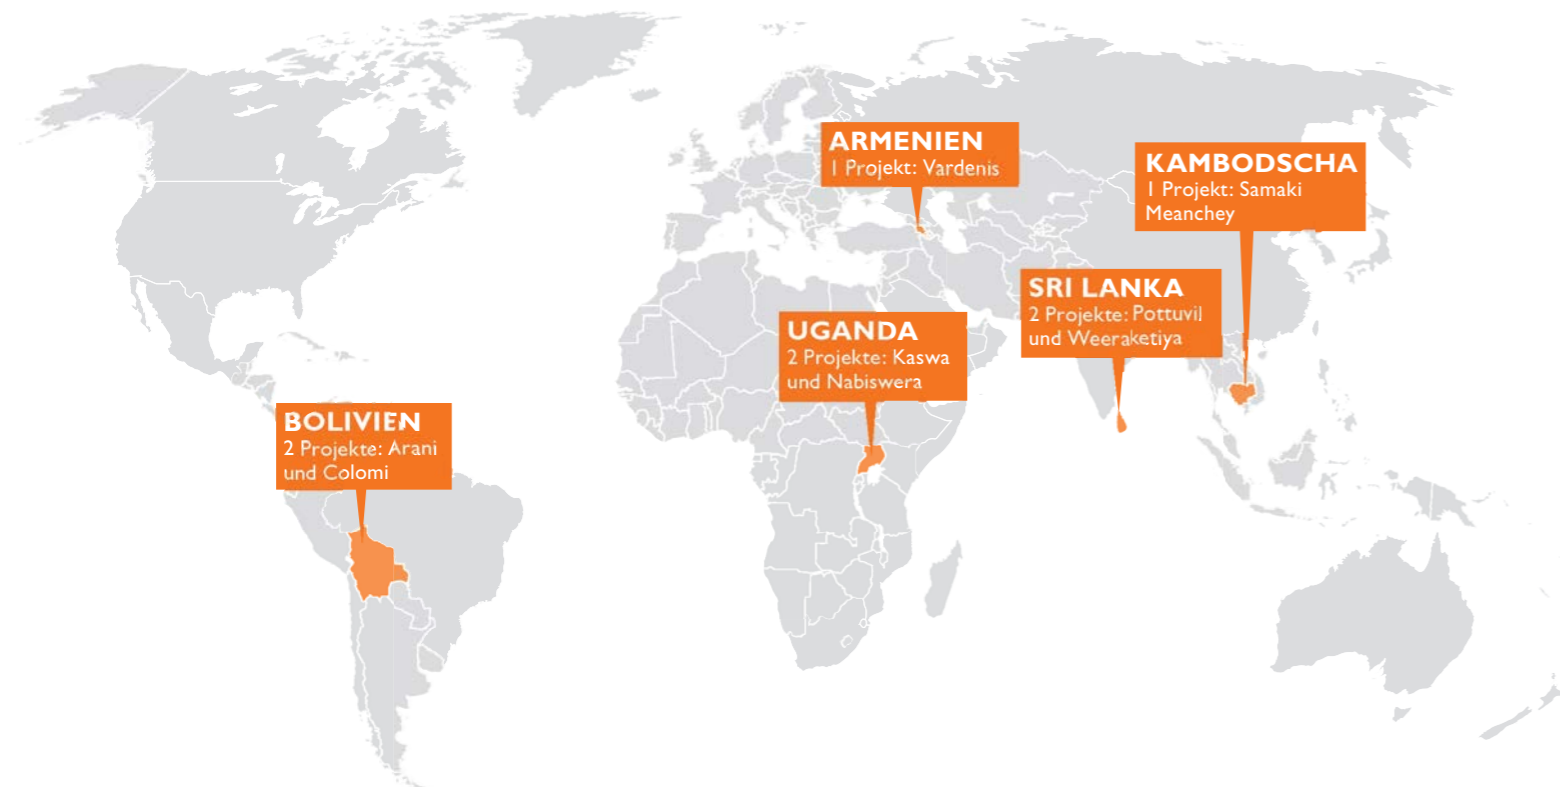 ARMENIEN
1 Projekt: Vardenis
KAMBODSCHA
1 Projekt: Samaki
Meanchey
SRI LANKA
2 Projekte: Pottuvil
und Weeraketiya
UGANDA
2 Projekte: Kaswa
und Nabiswera
BOLIVIEN
2 Projekte: Arani
und Colomi